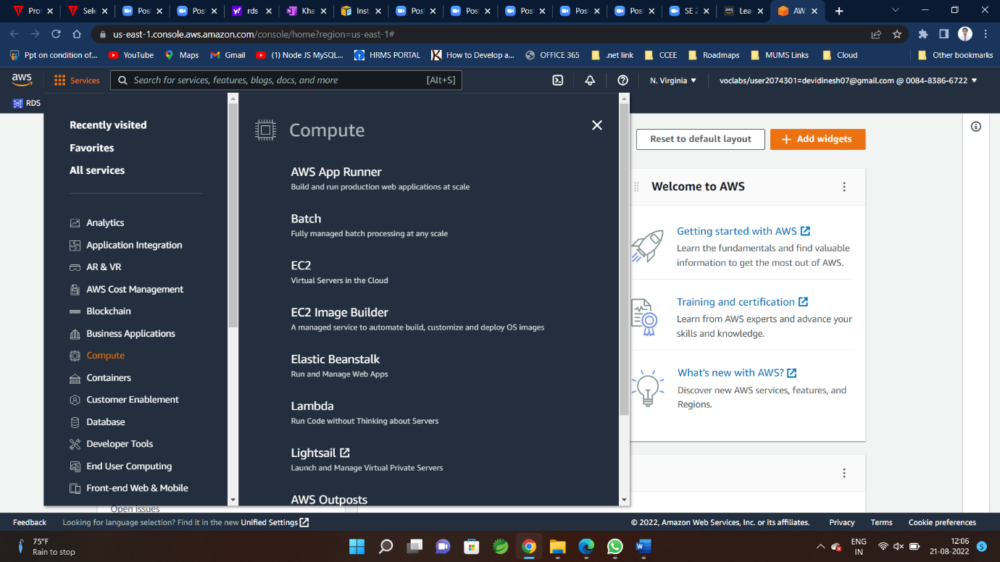 Prot
Sele
Post
Post
rds
Kha
Inst
Post
Post
Post
Post
Post
SE 2
Lea
AW
us-east-1.console.aws.amazon.com/console/home?region=us-east-1#
Ppt on condition of...
YouTube
Maps
Gmail
(1) Node JS MySQL...
HRMS PORTAL
How to Develop a...
OFFICE 365
.net link
CCEE
Roadmaps
MUMS Links
Cloud
Other bookmarks
aws
Services
Search for services, features, blogs, docs, and more
[Alt+S]
N. Virginia
voclabs/user2074301=devidinesh07@gmail.com @ 0084-8386-6722
RDS
Recently visited
Favorites
All services
Analytics
Application Integration
AR & VR
AWS Cost Management
Blockchain
Business Applications
Compute
Containers
Customer Enablement
Database
Developer Tools
End User Computing
Front-end Web & Mobile
Compute
AWS App Runner
Build and run production web applications at scale
Batch
Fully managed batch processing at any scale
EC2
Virtual Servers in the Cloud
EC2 Image Builder
A managed service to automate build, customize and deploy OS images
Elastic Beanstalk
Run and Manage Web Apps
Lambda
Run Code without Thinking about Servers
Lightsail
Launch and Manage Virtual Private Servers
AWS Outposts
Reset to default layout
+ Add widgets
Welcome to AWS
Getting started with AWS
Learn the fundamentals and find valuable
information to get the most out of AWS.
Training and certification
Learn from AWS experts and advance your
skills and knowledge.
What's new with AWS?
Discover new AWS services, features, and
Regions.
Open issues
Feedback
Looking for language selection? Find it in the new Unified Settings
© 2022, Amazon Web Services, Inc. or its affiliates.
Privacy
Terms
Cookie preferences
75°F
Rain to stop
ENG
IN
12:06
21-08-2022
5